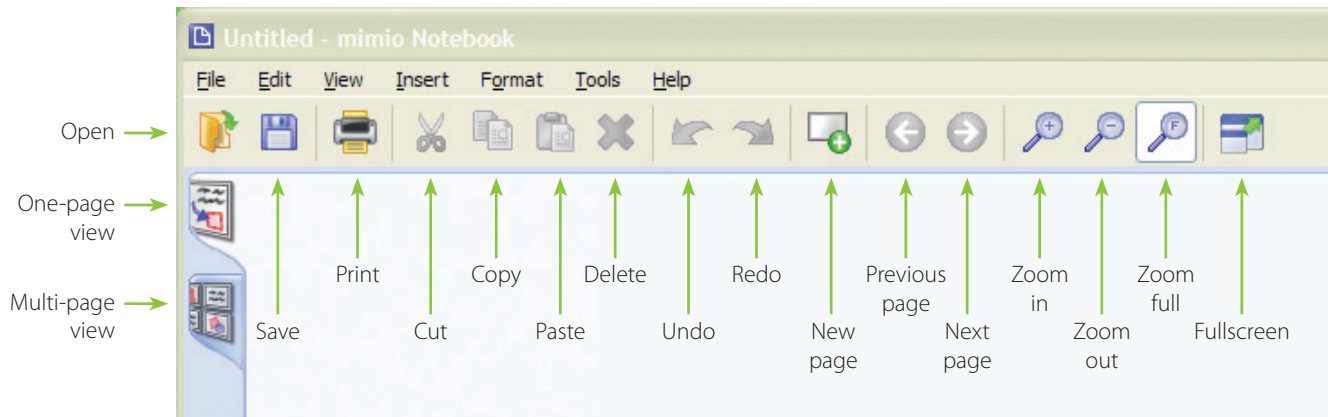 Untitled - mimio Notebook
File Edit View Insert Format Tools Help
Open
One-page
view
Multi-page
view
Save
Print
Cut
Copy
Paste
Delete
Undo
Redo
New
page
Previous
page
Next
page
Zoom
in
Zoom
out
Zoom
full
F
Fullscreen